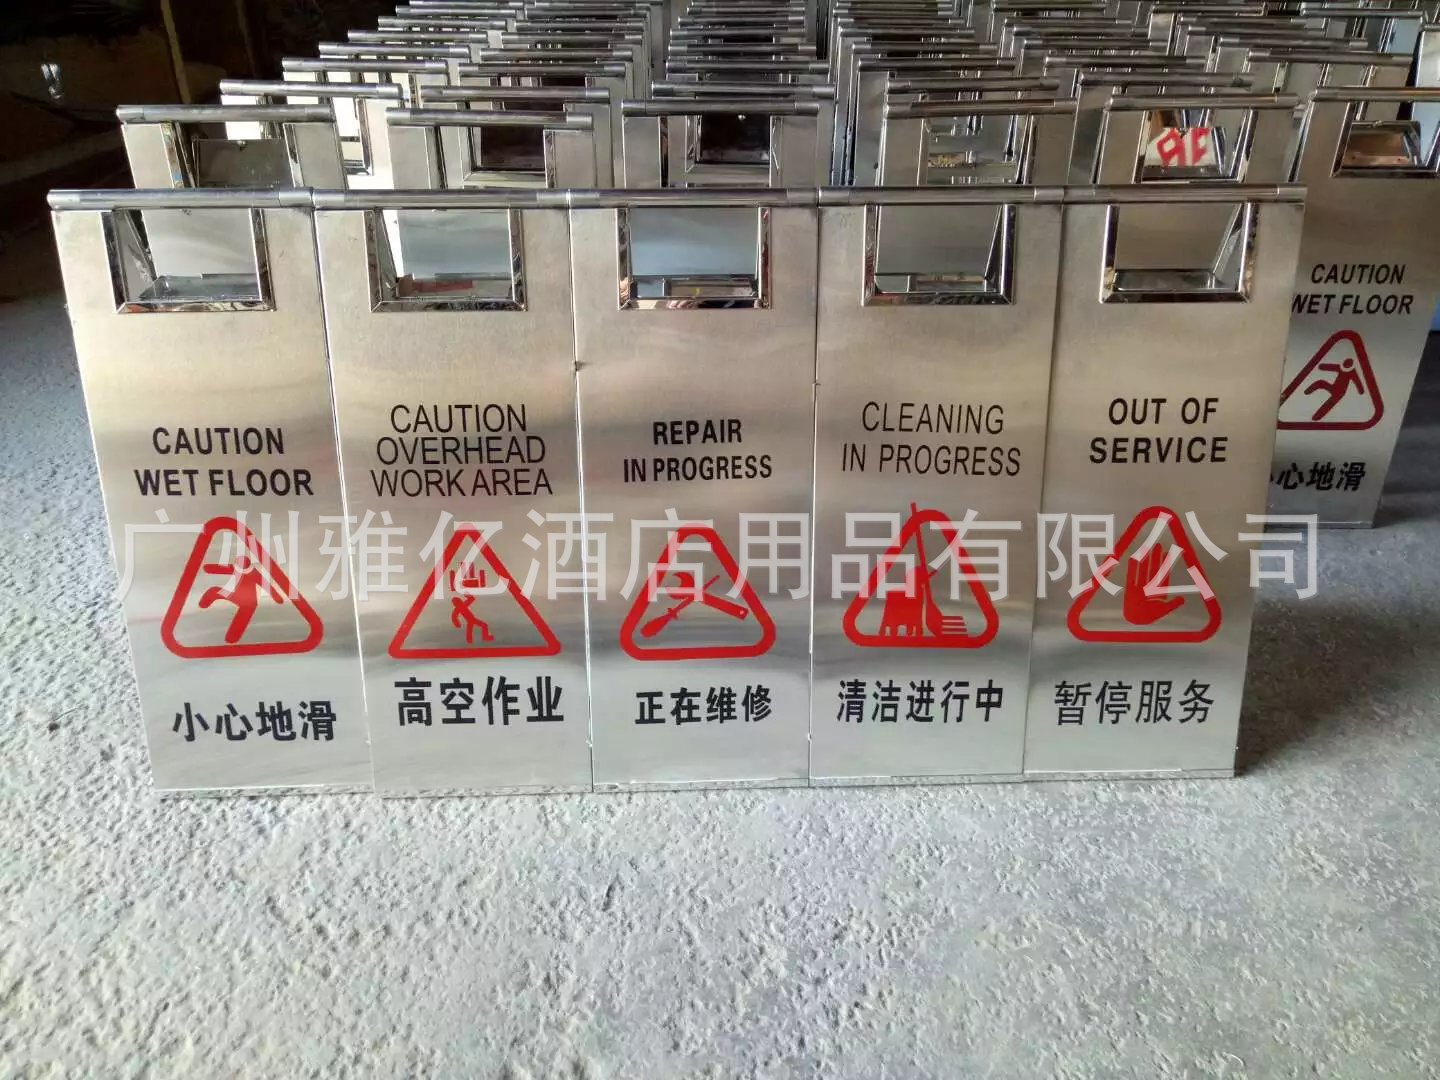 CAUTION
WET FLOOR
小心地滑
CAUTION
OVERHEAD
WORK AREA
高空作业
REPAIR
IN PROGRESS
正在维修
CLEANING
IN PROGRESS
清洁进行中
OUT OF
SERVICE
暂停服务
CAUTION
WET FLOOR
心地滑
广州雅亿酒店用品有限公司